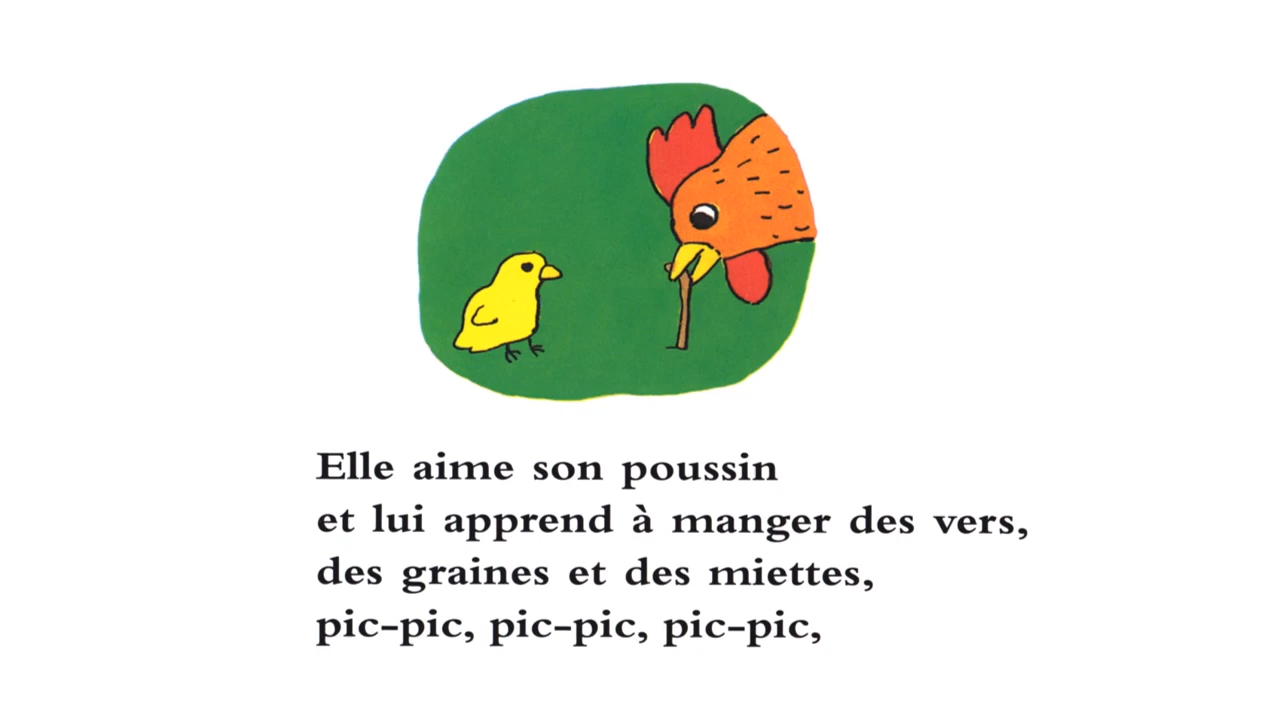 Elle aime son poussin
et lui apprend à manger des vers,
des graines et des miettes,
pic-pic, pic-pic, pic-pic,